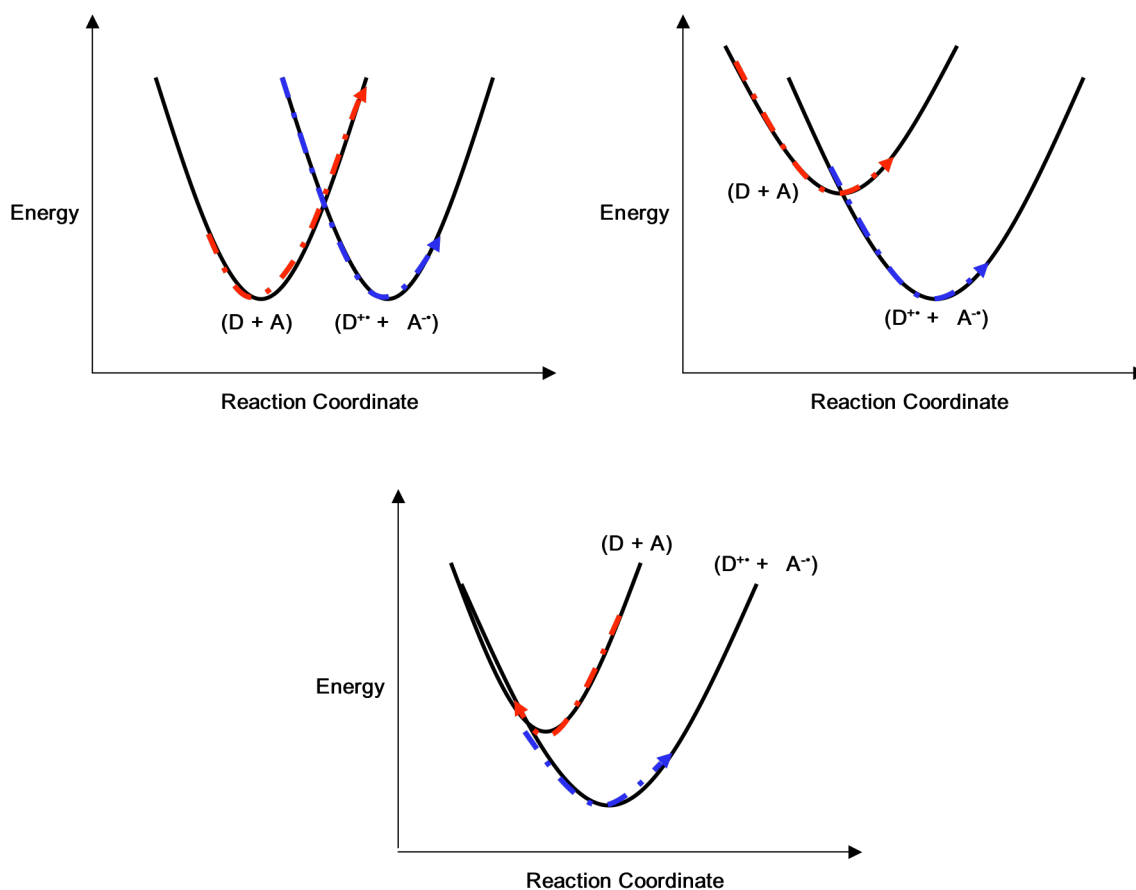 Energy
(D + A)
(D⁺• + A⁻•)
Reaction Coordinate
Energy
(D + A)
(D⁺• + A⁻•)
Reaction Coordinate
(D + A)
(D⁺• + A⁻•)
Energy
Reaction Coordinate